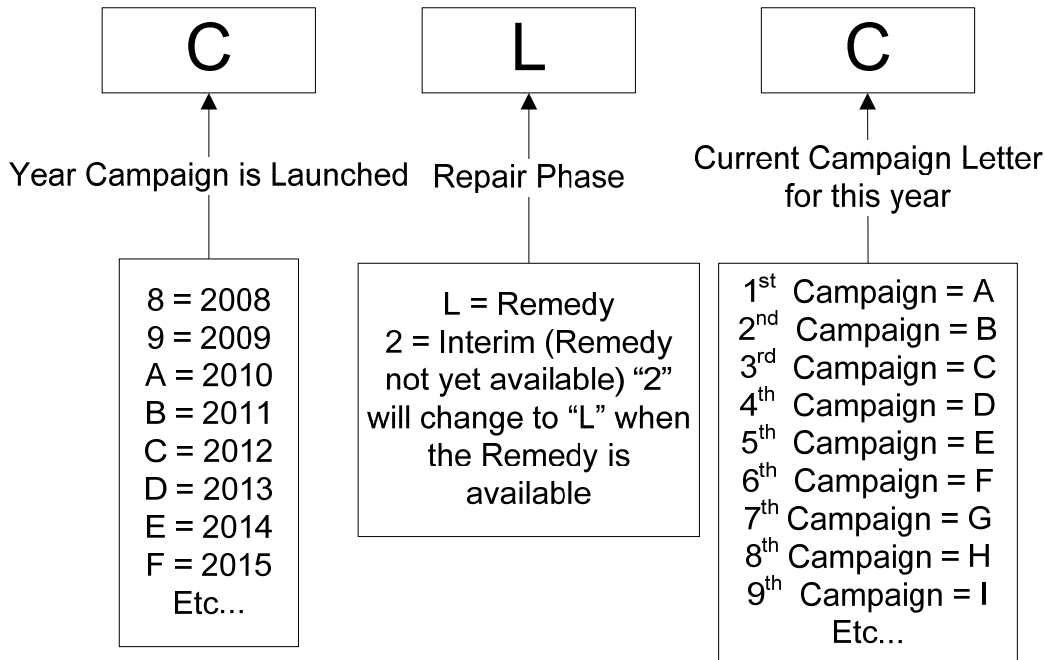 C
L
C
Year Campaign is Launched
Repair Phase
Current Campaign Letter
for this year
8 = 2008
9 = 2009
A = 2010
B = 2011
C = 2012
D = 2013
E = 2014
F = 2015
Etc...
L = Remedy
2 = Interim (Remedy
not yet available) “2”
will change to “L” when
the Remedy is
available
1st Campaign = A
2nd Campaign = B
3rd Campaign = C
4th Campaign = D
5th Campaign = E
6th Campaign = F
7th Campaign = G
8th Campaign = H
9th Campaign = I
Etc...